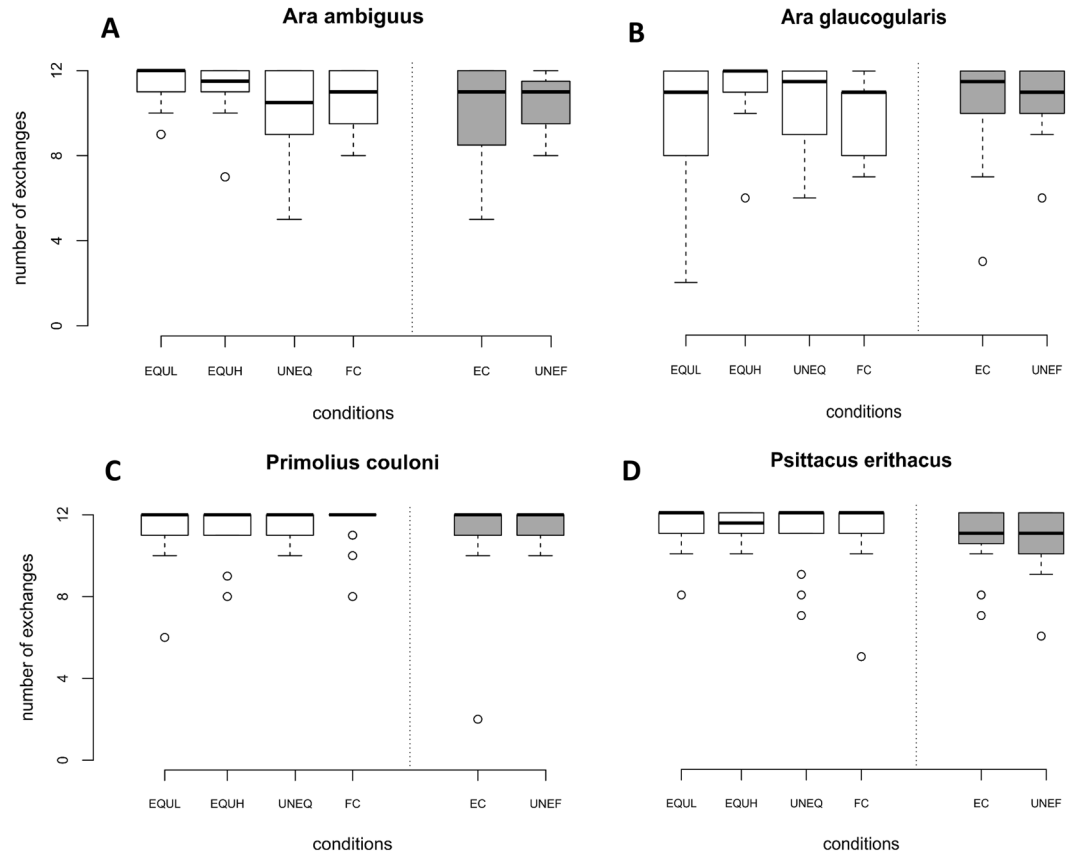 A
Ara ambiguus
number of exchanges
12
8
4
0
EQUL EQUH UNEQ FC EC UNEF
conditions
B
Ara glaucogularis
EQUL EQUH UNEQ FC EC UNEF
conditions
C
Primolius couloni
number of exchanges
12
8
4
0
EQUL EQUH UNEQ FC EC UNEF
conditions
D
Psittacus erithacus
EQUL EQUH UNEQ FC EC UNEF
conditions